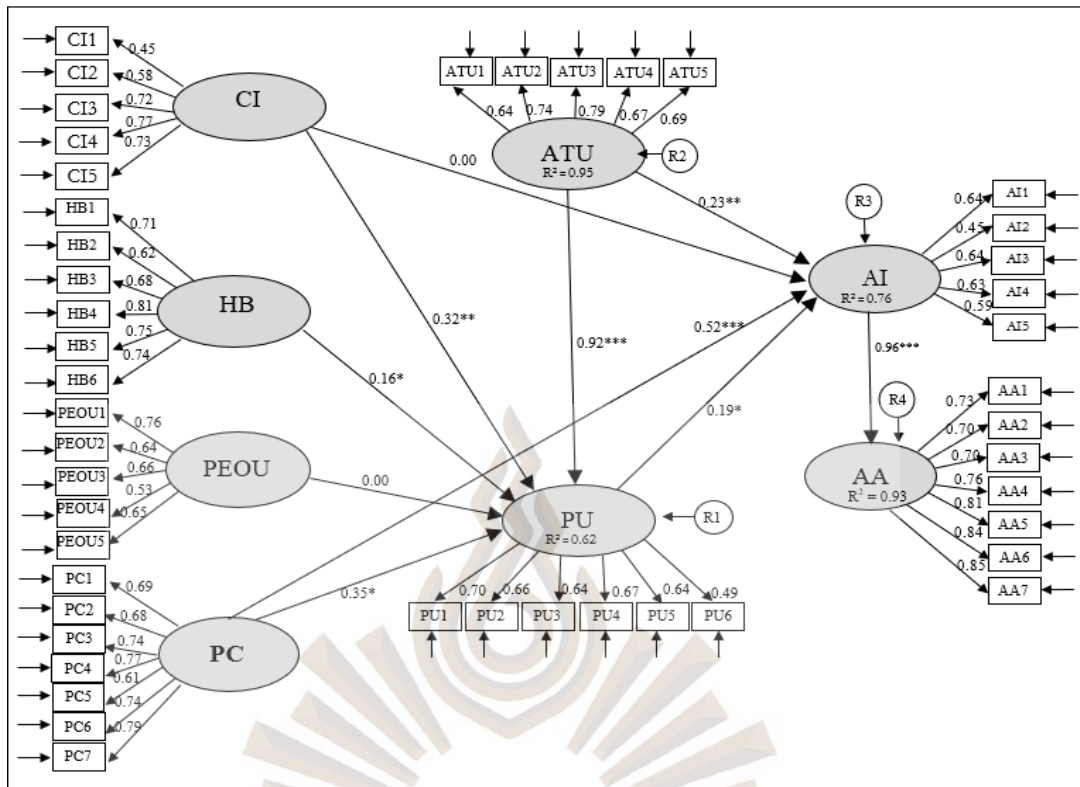 CI1
CI2
CI3
CI4
CI5
0.45
0.58
0.72
0.77
0.73
CI
HB1
HB2
HB3
HB4
HB5
HB6
0.71
0.62
0.68
0.81
0.75
0.74
HB
PEOU1
PEOU2
PEOU3
PEOU4
PEOU5
0.76
0.64
0.66
0.53
0.65
PEOU
PC1
PC2
PC3
PC4
PC5
PC6
PC7
0.69
0.68
0.74
0.77
0.61
0.74
0.79
PC
ATU1
ATU2
ATU3
ATU4
ATU5
0.64
0.74
0.79
0.67
0.69
ATU
R² = 0.95
R2
0.00
0.23**
0.32**
0.92***
0.52***
0.16*
0.19*
0.00
0.35*
0.96***
PU
R² = 0.62
R1
0.70
0.66
0.64
0.67
0.64
0.49
PU1
PU2
PU3
PU4
PU5
PU6
R3
AI
R² = 0.76
0.64
0.45
0.64
0.63
0.59
AI1
AI2
AI3
AI4
AI5
R4
AA
R² = 0.93
0.73
0.70
0.70
0.76
0.81
0.84
0.85
AA1
AA2
AA3
AA4
AA5
AA6
AA7